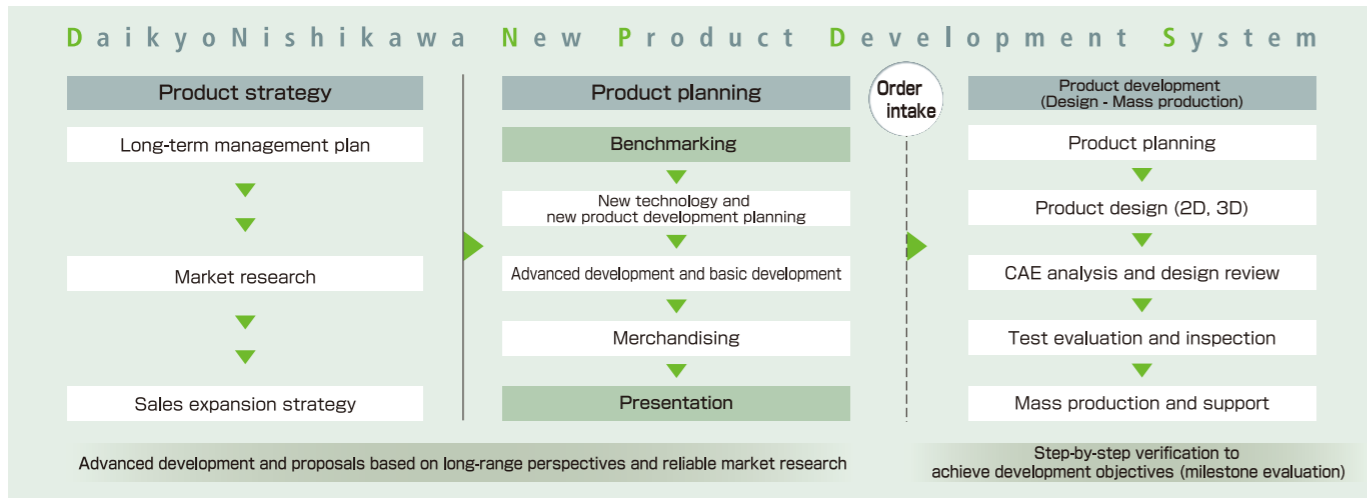 DaikyoNishikawa New Product Development System
Product strategy
Long-term management plan
Market research
Sales expansion strategy
Product planning
Benchmarking
New technology and
new product development planning
Advanced development and basic development
Merchandising
Presentation
Order
intake
Product development
(Design - Mass production)
Product planning
Product design (2D, 3D)
CAE analysis and design review
Test evaluation and inspection
Mass production and support
Advanced development and proposals based on long-range perspectives and reliable market research
Step-by-step verification to
achieve development objectives (milestone evaluation)